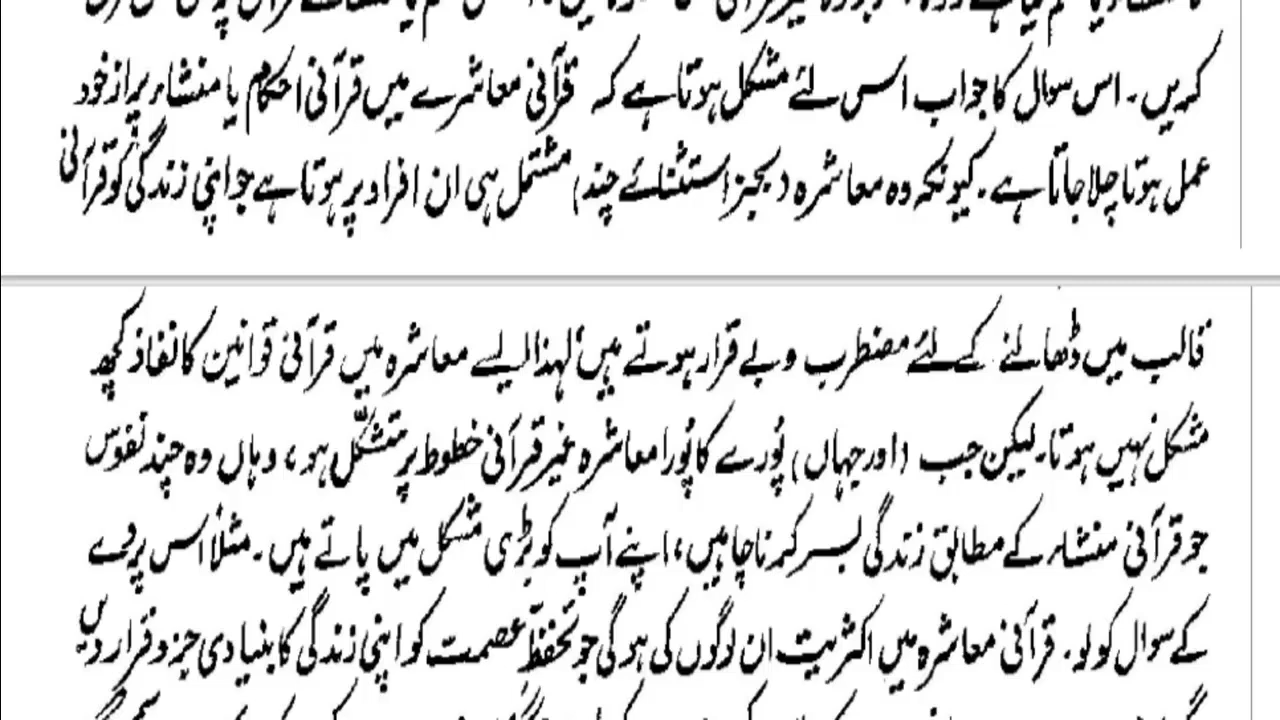 کریں۔ اس سوال کا جواب اس لئے مشکل ہوتا ہے کہ قرآنی معاشرے میں قرآنی احکام یا منشاء پر ازخود
عمل ہوتا چلا جاتا ہے۔ کیونکہ وہ معاشرہ (بجز استثنائے چند) مشتمل ہی ان افراد پر ہوتا ہے جو اپنی زندگی کو قرآنی
قالب میں ڈھالنے کے لئے مضطرب و بے قرار ہوتے ہیں، لہٰذا ایسے معاشرہ میں قرآنی قوانین کا نفاذ کچھ
مشکل نہیں ہوتا۔ لیکن جب (اور جہاں) پُورے کا پُورا معاشرہ غیر قرآنی خطوط پر متشکّل ہو، وہاں وہ چند نفوس
جو قرآنی منشاء کے مطابق زندگی بسر کرنا چاہیں، اپنے آپ کو بڑی مشکل میں پاتے ہیں۔ مثلاً اس پردے
کے سوال کو لو۔ قرآنی معاشرہ میں اکثریت ان لوگوں کی ہوگی جو تحفظِ عصمت کو اپنی زندگی کا بنیادی جزو قرار دیں